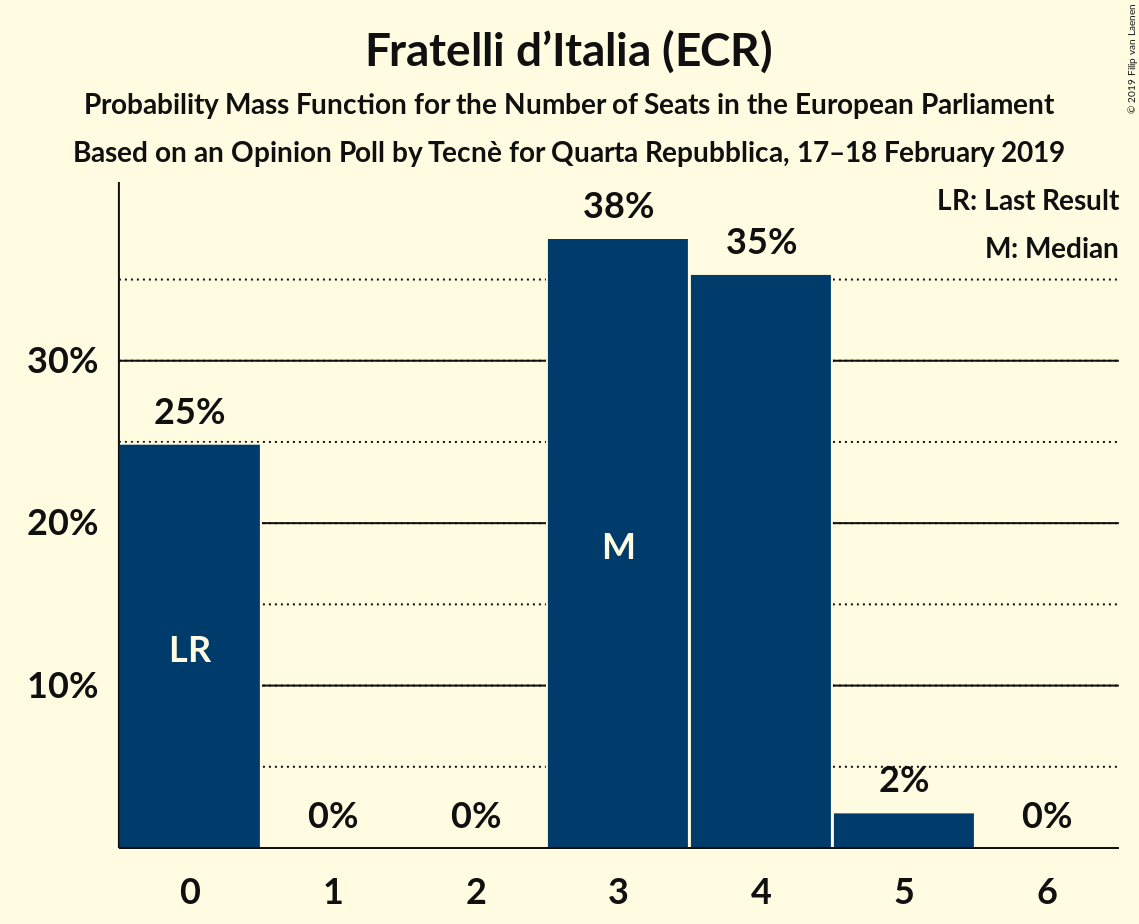 Fratelli d’Italia (ECR)
Probability Mass Function for the Number of Seats in the European Parliament
Based on an Opinion Poll by Tecnè for Quarta Repubblica, 17–18 February 2019
© 2019 Filip van Laenen
LR: Last Result
M: Median
38%
35%
30%
25%
20%
M
LR
10%
2%
0%
0%
0%
0
1
2
3
4
5
6